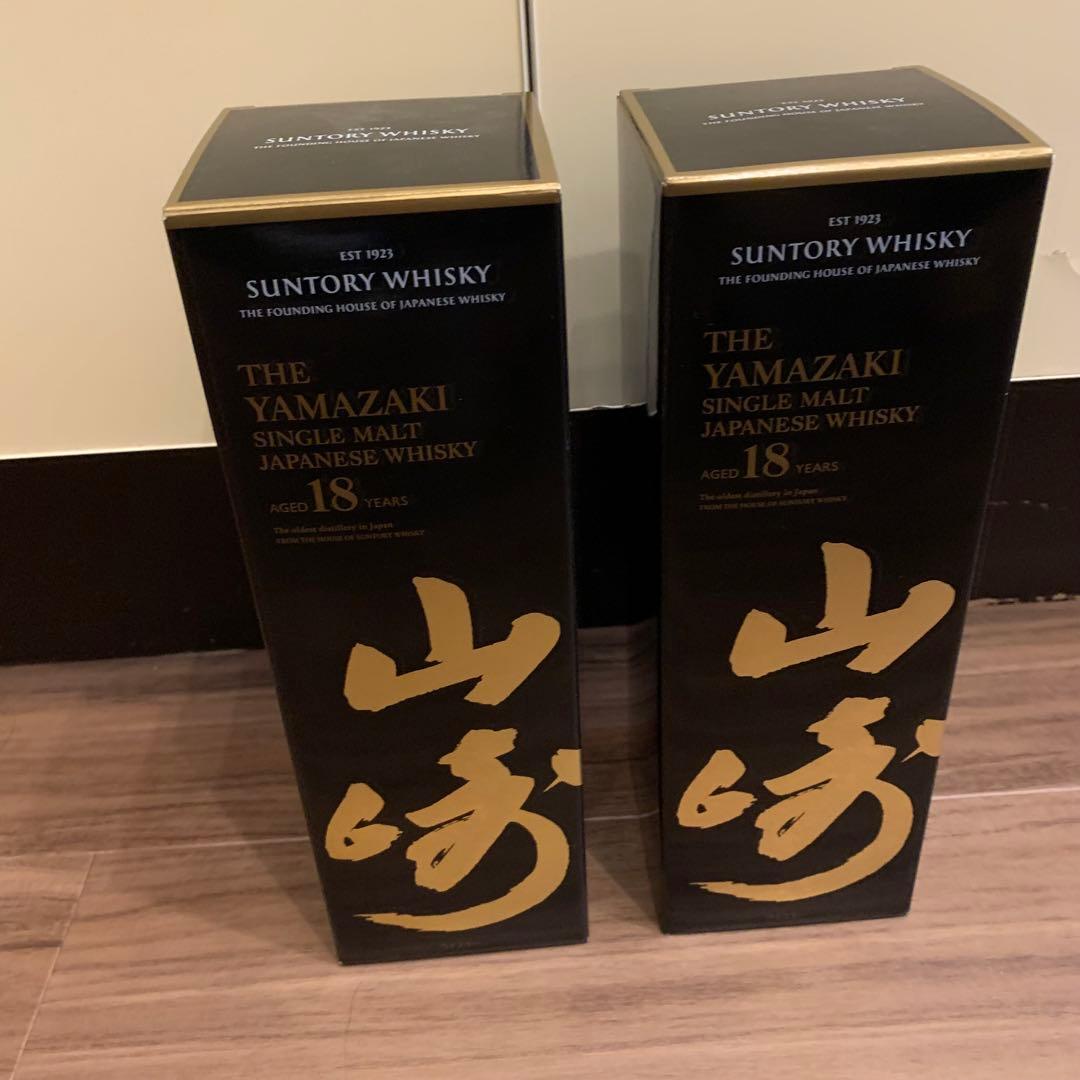 EST 1923
SUNTORY WHISKY
THE FOUNDING HOUSE OF JAPANESE WHISKY
EST 1923
SUNTORY WHISKY
THE FOUNDING HOUSE OF JAPANESE WHISKY
THE
YAMAZAKI
SINGLE MALT
JAPANESE WHISKY
AGED 18 YEARS
The oldest distillery in Japan
FROM THE HOUSE OF SUNTORY WHISKY
山
崎
EST 1923
SUNTORY WHISKY
THE FOUNDING HOUSE OF JAPANESE WHISKY
EST 1923
SUNTORY WHISKY
THE FOUNDING HOUSE OF JAPANESE WHISKY
THE
YAMAZAKI
SINGLE MALT
JAPANESE WHISKY
AGED 18 YEARS
The oldest distillery in Japan
FROM THE HOUSE OF SUNTORY WHISKY
山
崎